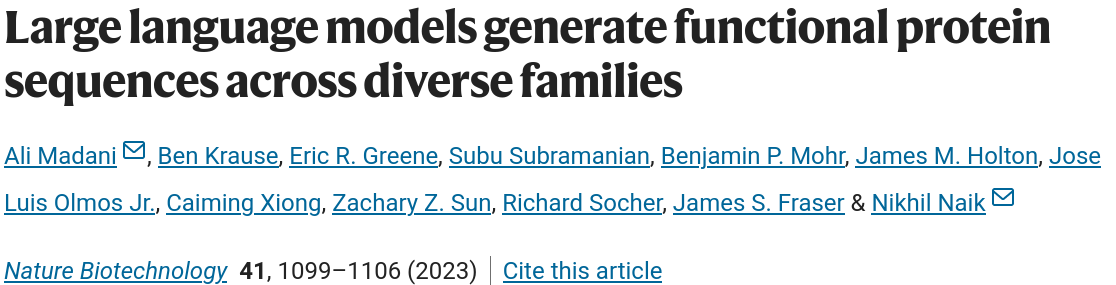 Large language models generate functional protein
sequences across diverse families
Ali Madani, Ben Krause, Eric R. Greene, Subu Subramanian, Benjamin P. Mohr, James M. Holton, Jose
Luis Olmos Jr., Caiming Xiong, Zachary Z. Sun, Richard Socher, James S. Fraser & Nikhil Naik
Nature Biotechnology 41, 1099–1106 (2023) | Cite this article